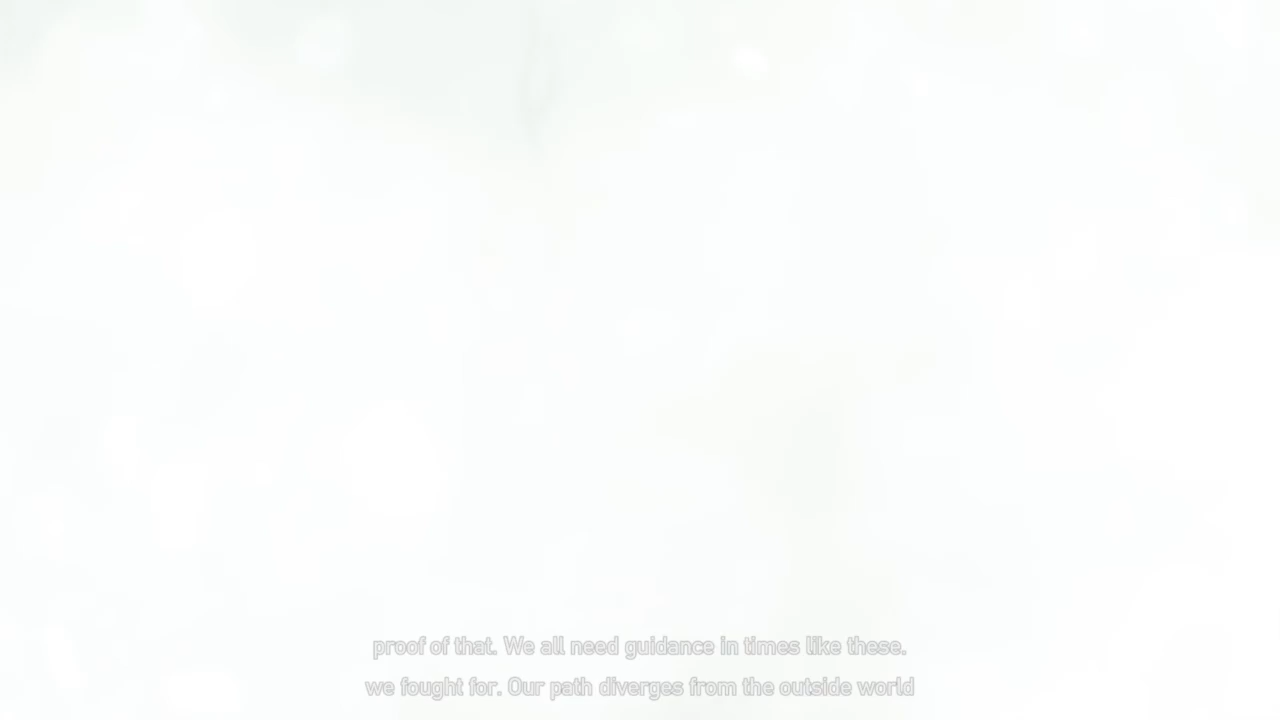 proof of that. We all need guidance in times like these.
we fought for. Our path diverges from the outside world